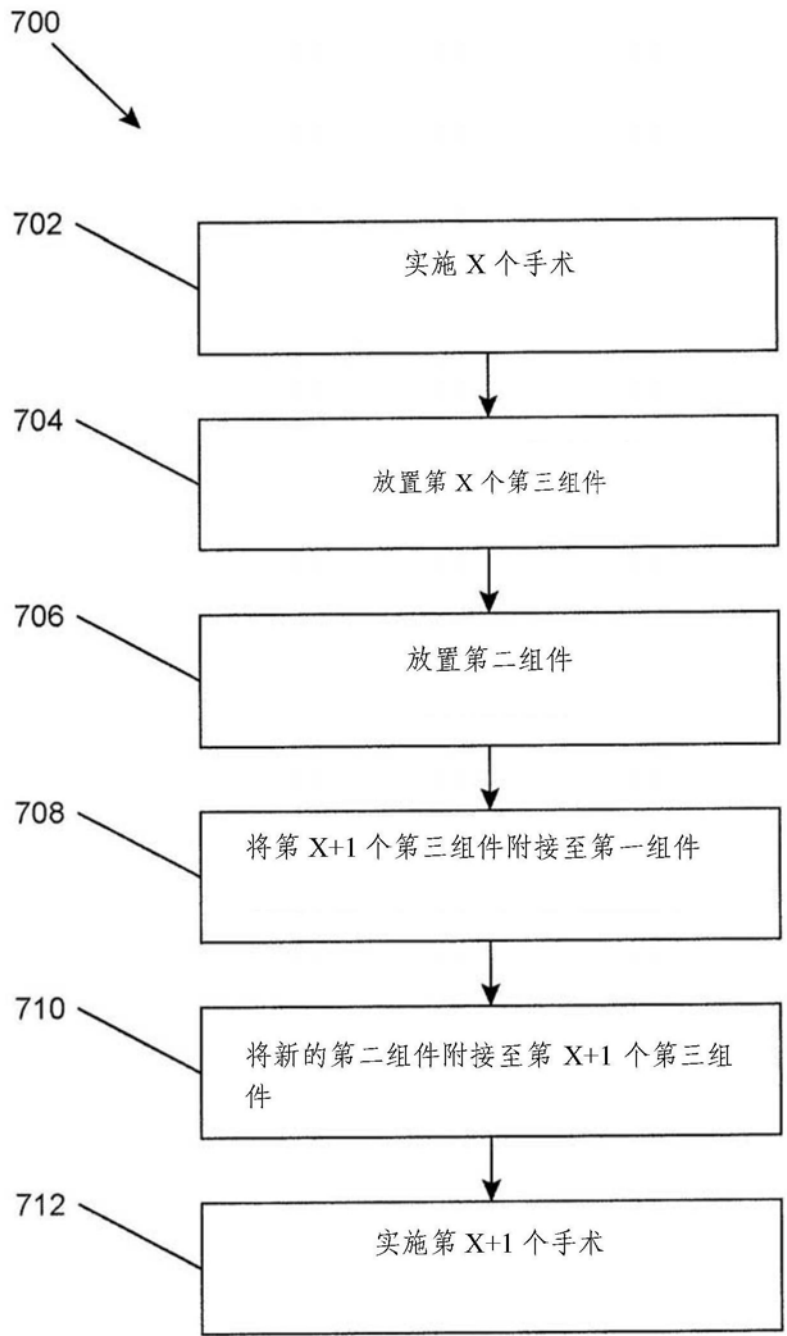 700
702
实施 X 个手术
704
放置第 X 个第三组件
706
放置第二组件
708
将第 X+1 个第三组件附接至第一组件
710
将新的第二组件附接至第 X+1 个第三组
件
712
实施第 X+1 个手术